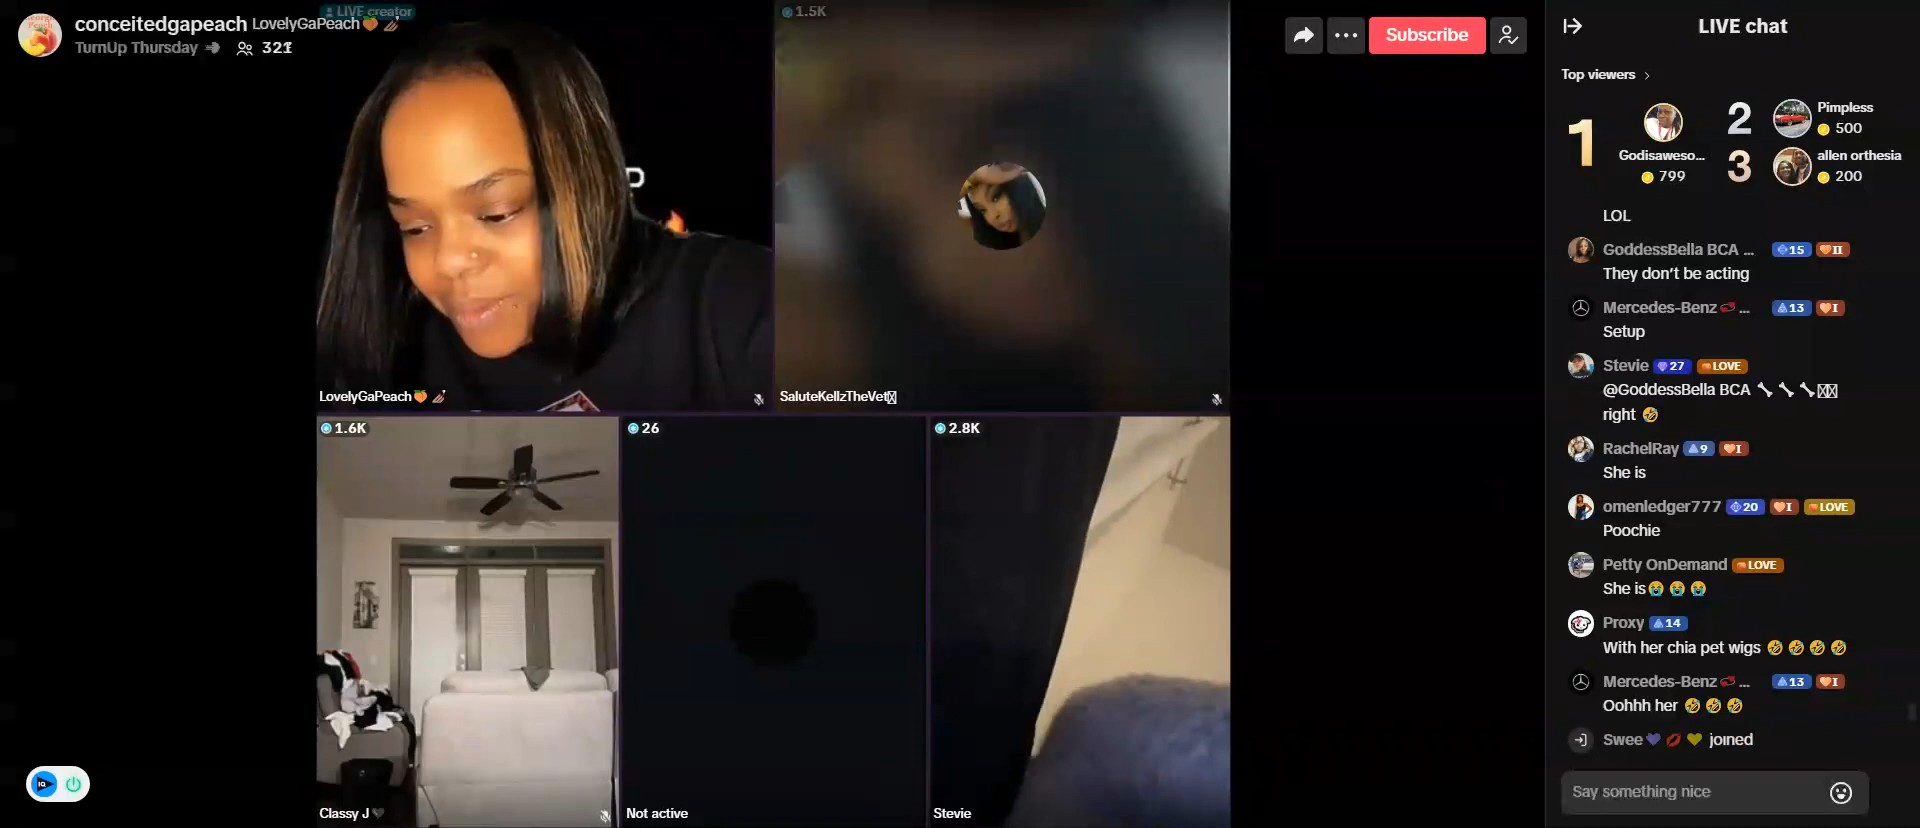 conceitedgapeach LovelyGaPeach🍑
TurnUp Thursday
LIVE creator
1.5K
Subscribe
LovelyGaPeach🍑
SaluteKellzTheVet
1.6K
26
2.8K
Classy J
Not active
Stevie
LIVE chat
Top viewers
1
Godisaweso...
799
2
Pimpless
500
3
allen orthesia
200
LOL
GoddessBella BCA ... 15 II
They don’t be acting
Mercedes-Benz ... 13 I
Setup
Stevie 27 LOVE
@GoddessBella BCA 🦴🦴🦴
right 🤣
RachelRay 9 I
She is
omenledger777 20 I LOVE
Poochie
Petty OnDemand LOVE
She is😭😭😭
Proxy 14
With her chia pet wigs 🤣🤣🤣🤣
Mercedes-Benz ... 13 I
Oohhh her 🤣🤣🤣
Swee💜💋💛 joined
Say something nice